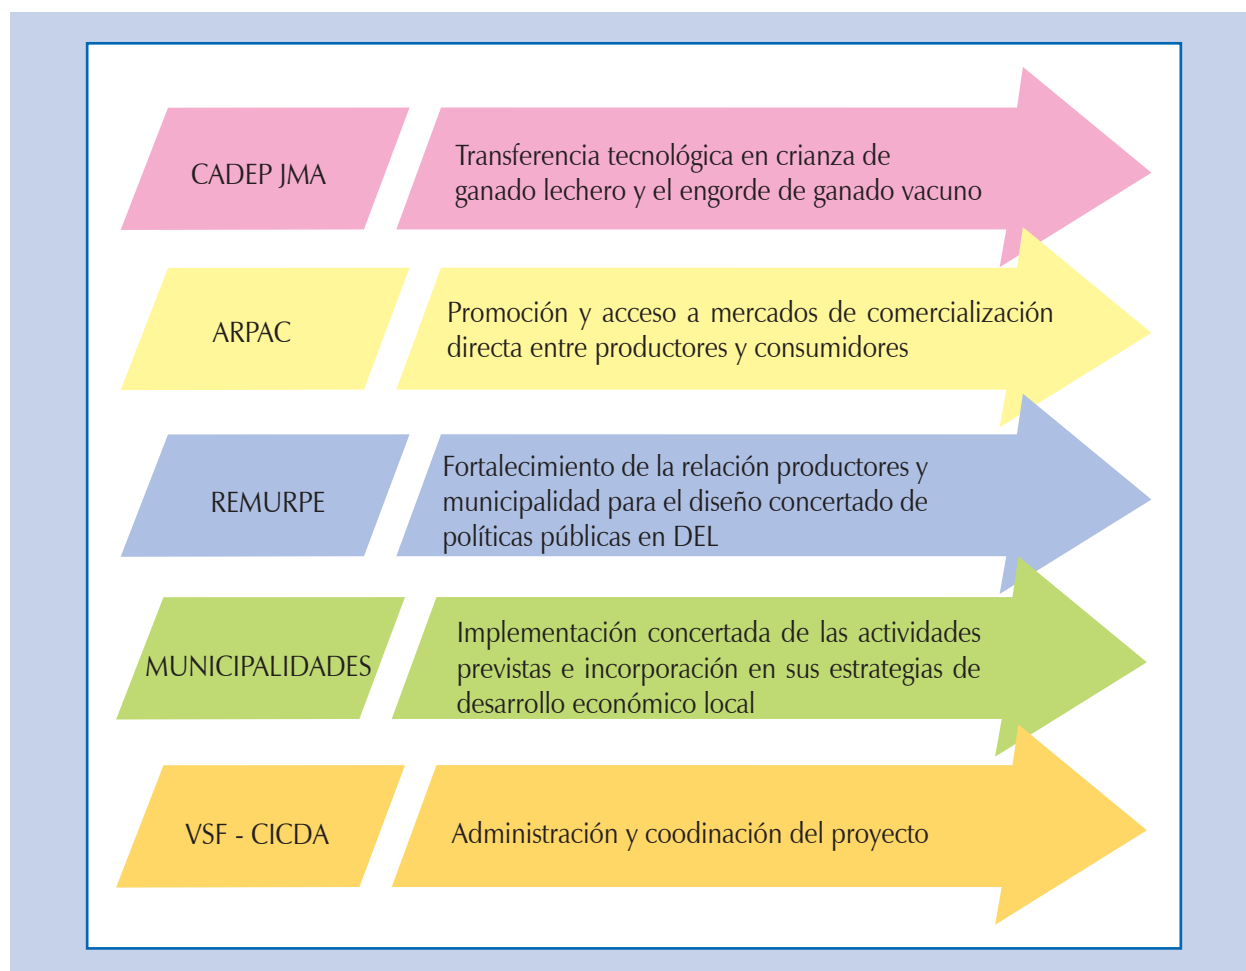 CADEP JMA
Transferencia tecnológica en crianza de
ganado lechero y el engorde de ganado vacuno
ARPAC
Promoción y acceso a mercados de comercialización
directa entre productores y consumidores
REMURPE
Fortalecimiento de la relación productores y
municipalidad para el diseño concertado de
políticas públicas en DEL
MUNICIPALIDADES
Implementación concertada de las actividades
previstas e incorporación en sus estrategias de
desarrollo económico local
VSF - CICDA
Administración y coodinación del proyecto